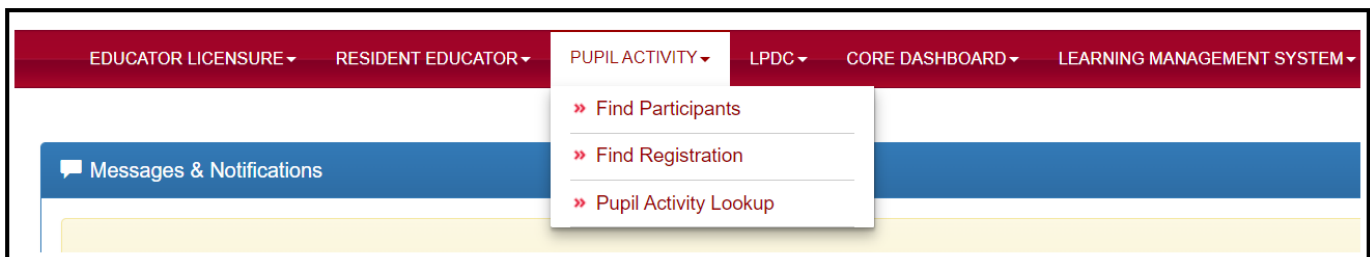 EDUCATOR LICENSURE RESIDENT EDUCATOR PUPIL ACTIVITY LPDC CORE DASHBOARD LEARNING MANAGEMENT SYSTEM
» Find Participants
» Find Registration
Messages & Notifications
» Pupil Activity Lookup